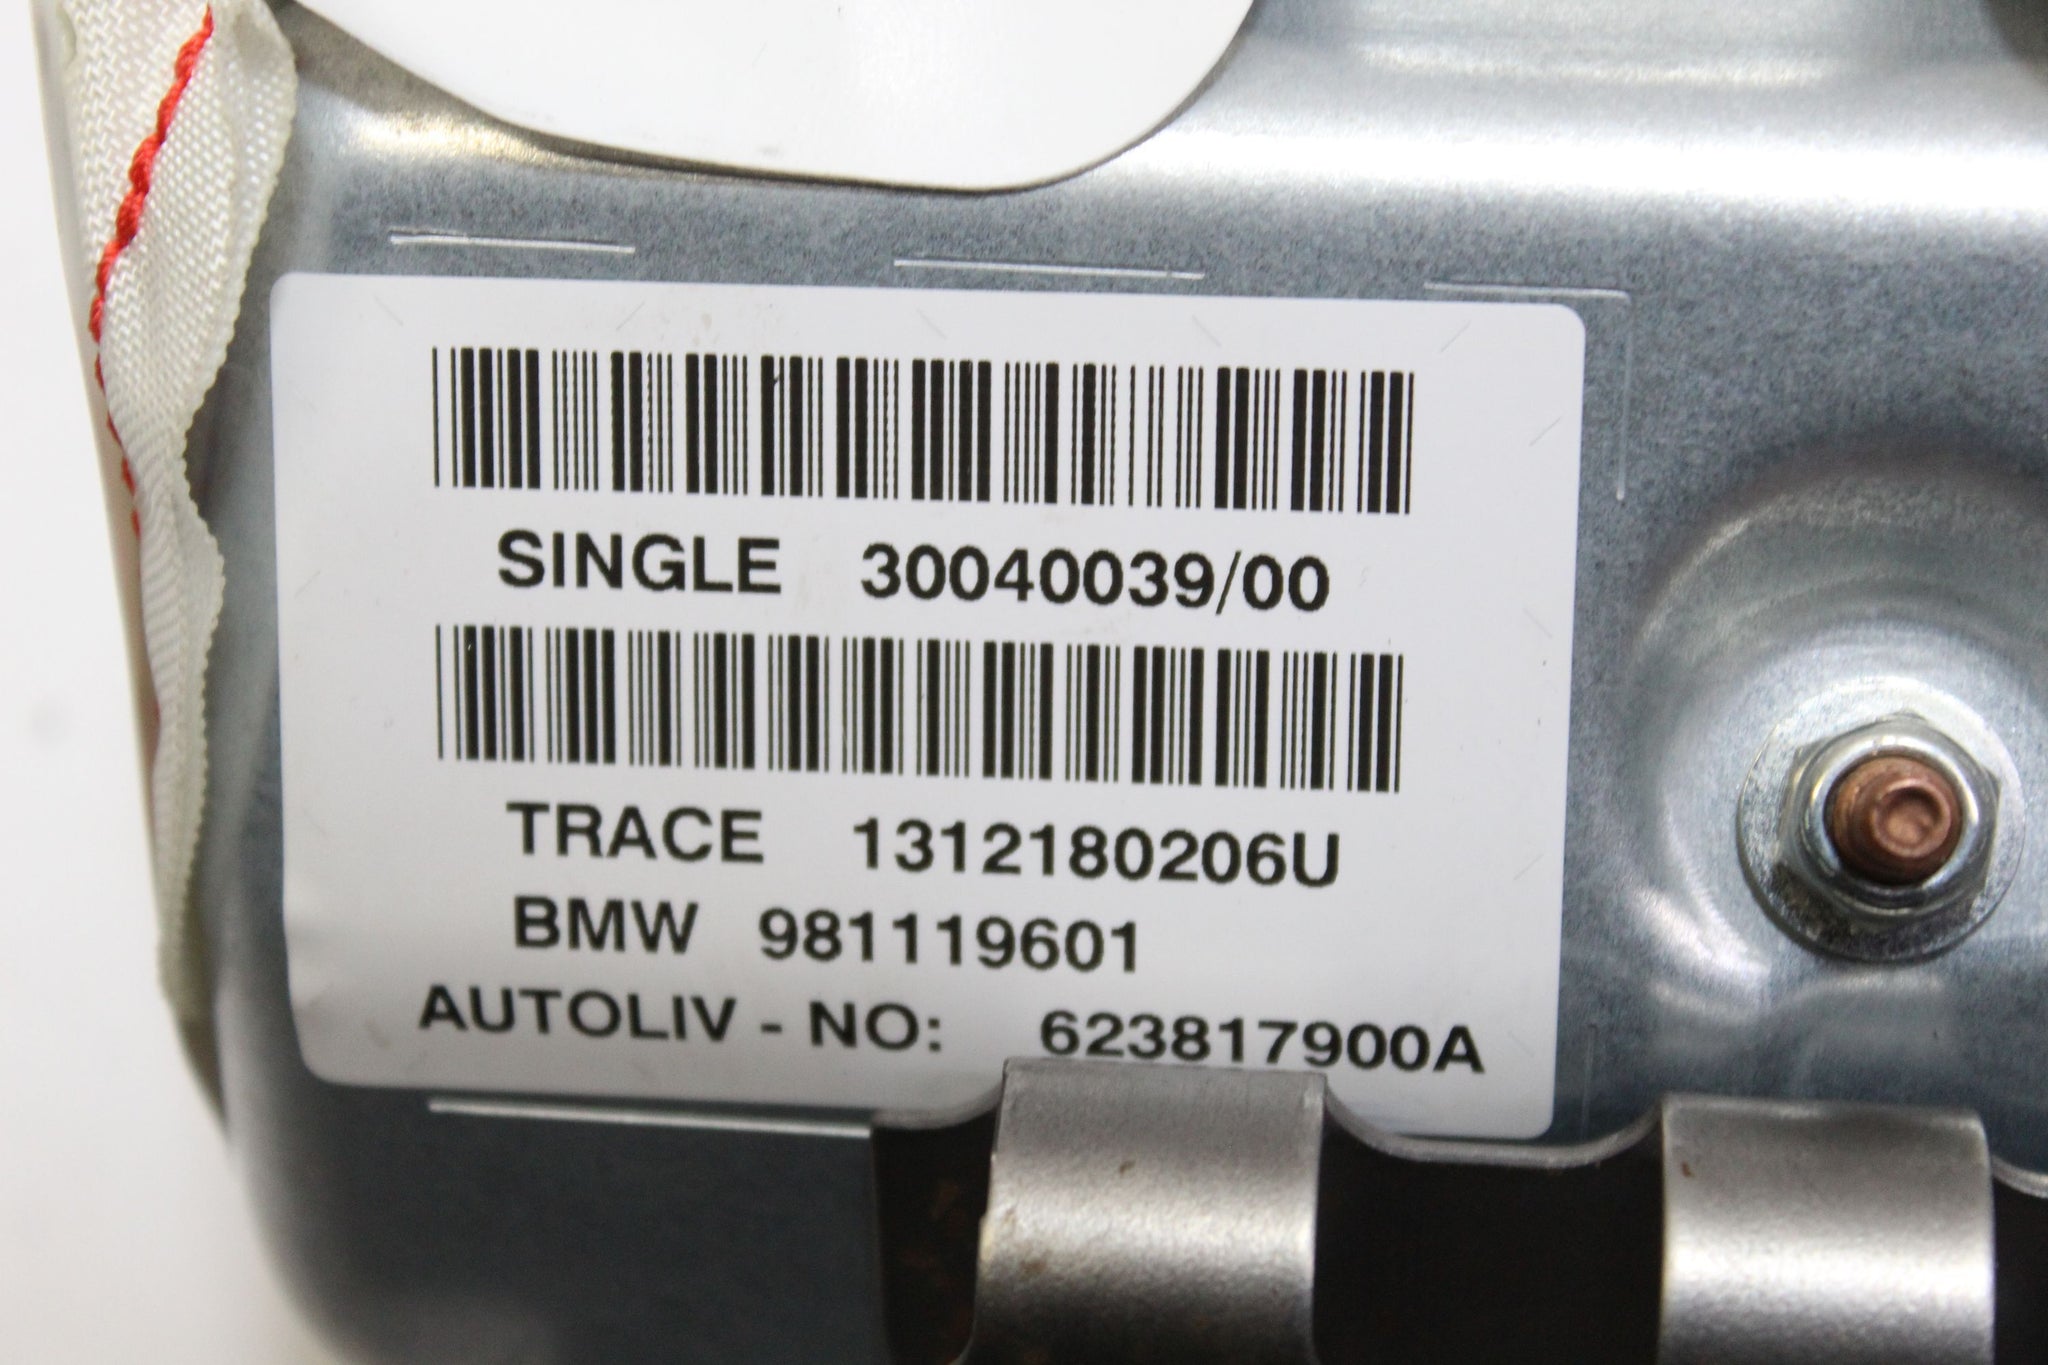 SINGLE 30040039/00
TRACE 1312180206U
BMW 981119601
AUTOLIV - NO: 623817900A